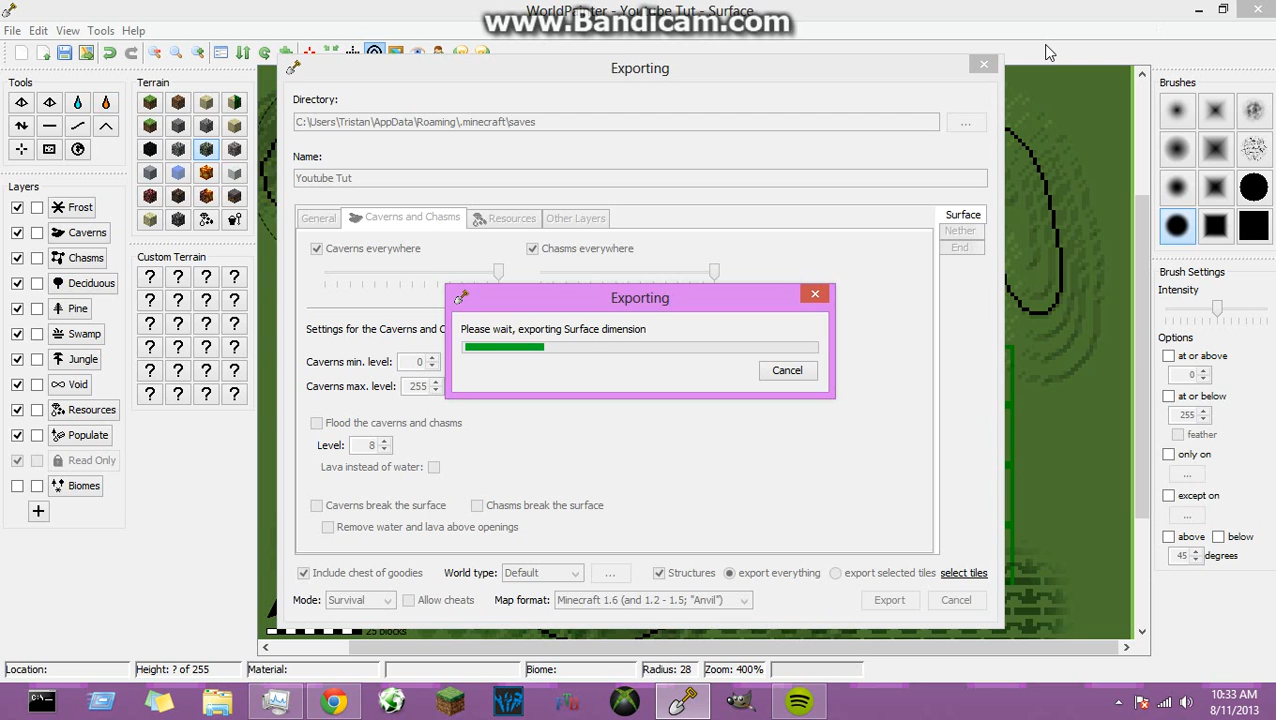 WorldPainter - Youtube Tut - Surface
www.Bandicam.com
File Edit View Tools Help
Exporting
Directory:
C:\Users\Tristan\AppData\Roaming\.minecraft\saves
...
Name:
Youtube Tut
General Caverns and Chasms Resources Other Layers
Surface
Nether
End
Caverns everywhere Chasms everywhere
Settings for the Caverns and C
Caverns min. level: 0
Caverns max. level: 255
Flood the caverns and chasms
Level: 8
Lava instead of water:
Caverns break the surface Chasms break the surface
Remove water and lava above openings
Include chest of goodies World type: Default ... Structures export everything export selected tiles select tiles
Mode: Survival Allow cheats Map format: Minecraft 1.6 (and 1.2 - 1.5; "Anvil") Export Cancel
Exporting
Please wait, exporting Surface dimension
Cancel
Tools
Layers
Frost
Caverns
Chasms
Deciduous
Pine
Swamp
Jungle
Void
Resources
Populate
Read Only
Biomes
+
Terrain
Custom Terrain
? ? ? ?
? ? ? ?
? ? ? ?
? ? ? ?
? ? ? ?
? ? ? ?
Brushes
Brush Settings
Intensity
Options
at or above
0
at or below
255
feather
only on
...
except on
...
above below
45 degrees
25 blocks
Location: Height: ? of 255 Material: Biome: Radius: 28 Zoom: 400%
10:33 AM
8/11/2013